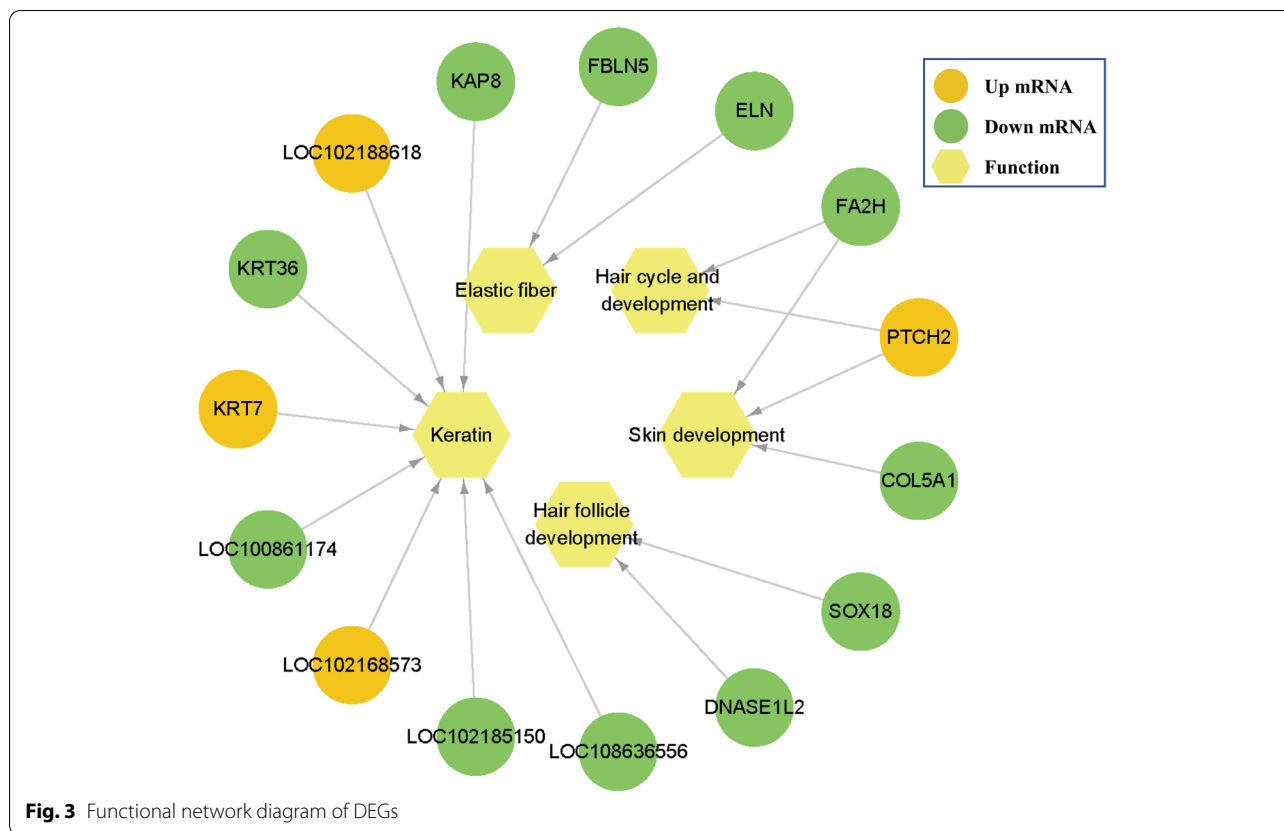 FBLN5
KAP8
ELN
Up mRNA
Down mRNA
Function
LOC102188618
FA2H
KRT36
Elastic fiber
Hair cycle and
development
PTCH2
KRT7
Keratin
Skin development
COL5A1
Hair follicle
development
LOC100861174
SOX18
LOC102168573
DNASE1L2
LOC102185150
LOC108636556
Fig. 3 Functional network diagram of DEGs